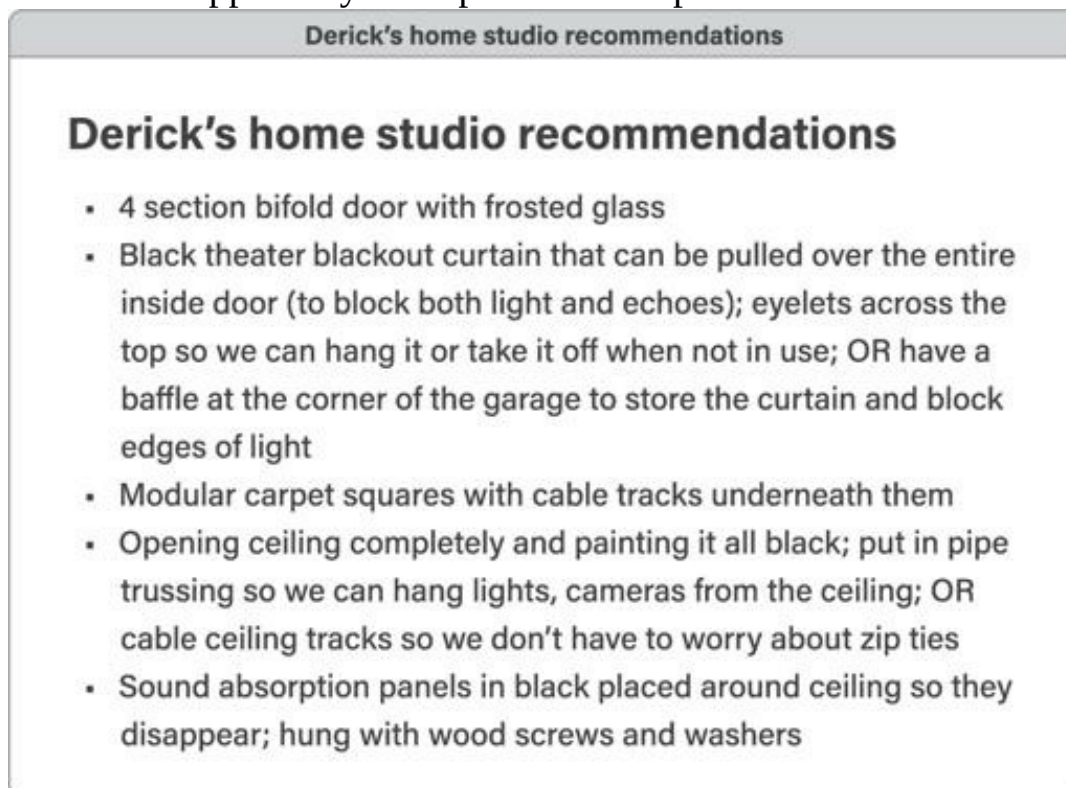 Derick’s home studio recommendations
Derick’s home studio recommendations
▪ 4 section bifold door with frosted glass
▪ Black theater blackout curtain that can be pulled over the entire
inside door (to block both light and echoes); eyelets across the
top so we can hang it or take it off when not in use; OR have a
baffle at the corner of the garage to store the curtain and block
edges of light
▪ Modular carpet squares with cable tracks underneath them
▪ Opening ceiling completely and painting it all black; put in pipe
trussing so we can hang lights, cameras from the ceiling; OR
cable ceiling tracks so we don’t have to worry about zip ties
▪ Sound absorption panels in black placed around ceiling so they
disappear; hung with wood screws and washers